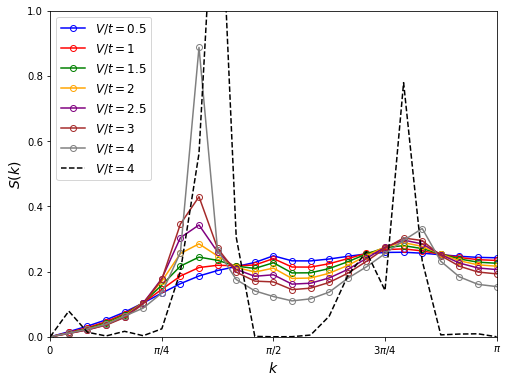 1.0
0.8
0.6
0.4
0.2
0.0
S(k)
V/t = 0.5
V/t = 1
V/t = 1.5
V/t = 2
V/t = 2.5
V/t = 3
V/t = 4
V/t = 4
0 π/4 π/2 3π/4 π
k